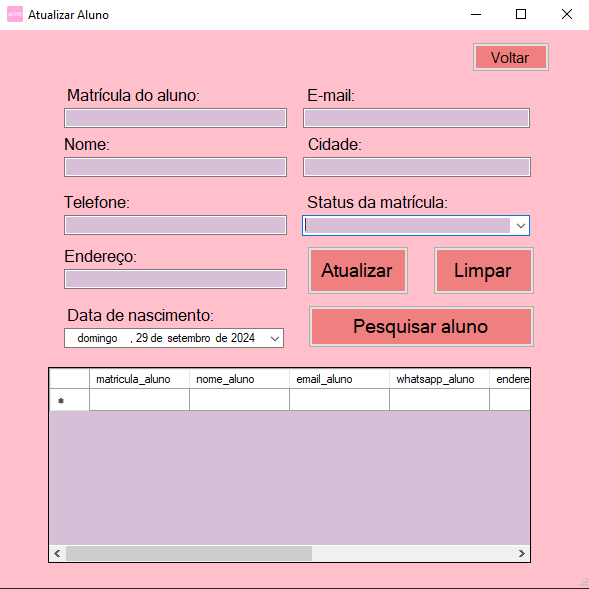 Atualizar Aluno
Voltar
Matrícula do aluno:
E-mail:
Nome:
Cidade:
Telefone:
Status da matrícula:
Endereço:
Atualizar
Limpar
Data de nascimento:
domingo , 29 de setembro de 2024
Pesquisar aluno
matricula_aluno nome_aluno email_aluno whatsapp_aluno endere